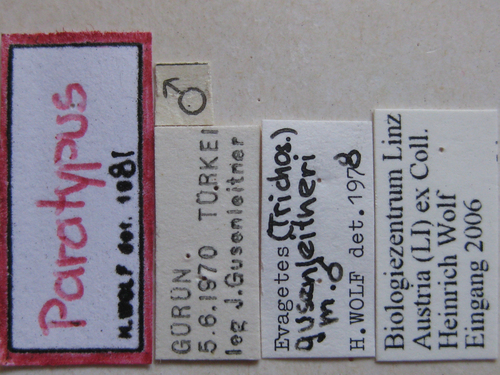 Paratypus
H. WOLF det. 1981
♂
GÜRÜN
5.6.1970 TÜRKEI
leg J.Gusenleitner
Evagetes (Trichos.)
gusenleitneri
m. ♂
H. WOLF det. 1978
Biologiezentrum Linz
Austria (LI) ex Coll.
Heinrich Wolf
Eingang 2006